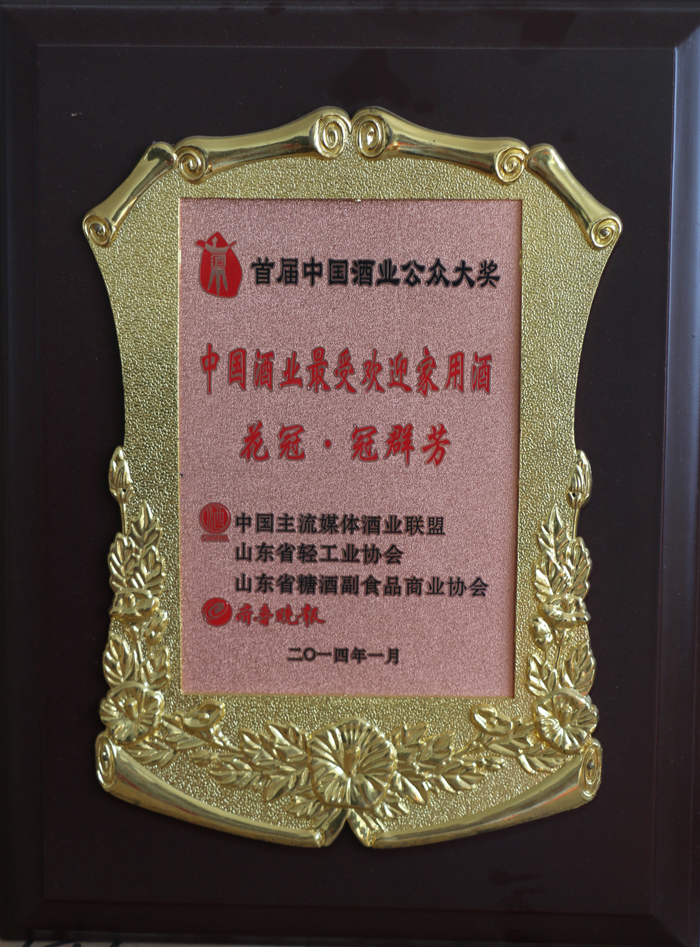 首届中国酒业公众大奖
中国酒业最受欢迎家用酒
花冠·冠群芳
中国主流媒体酒业联盟
山东省轻工业协会
山东省糖酒副食品商业协会
齐鲁晚报
二〇一四年一月